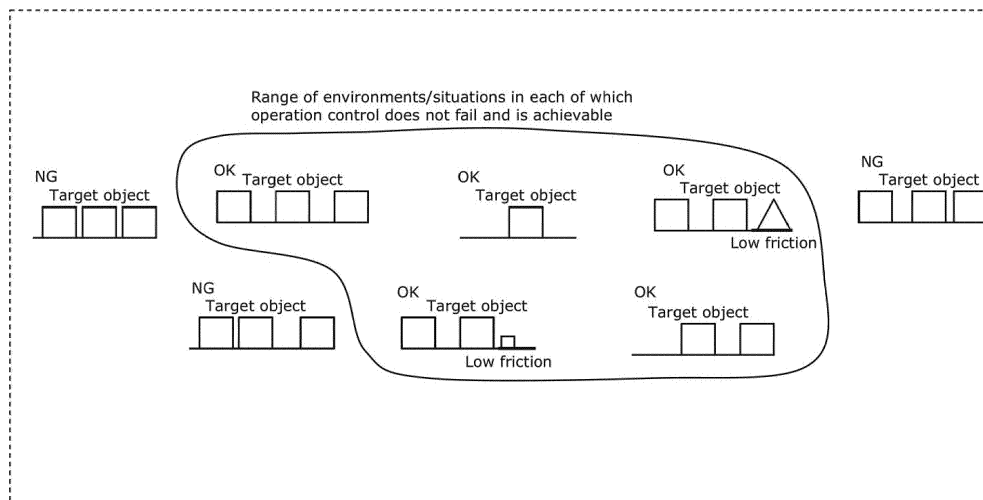 Range of environments/situations in each of which
operation control does not fail and is achievable
NG
Target object
OK
Target object
OK
Target object
OK
Target object
Low friction
NG
Target object
NG
Target object
OK
Target object
Low friction
OK
Target object